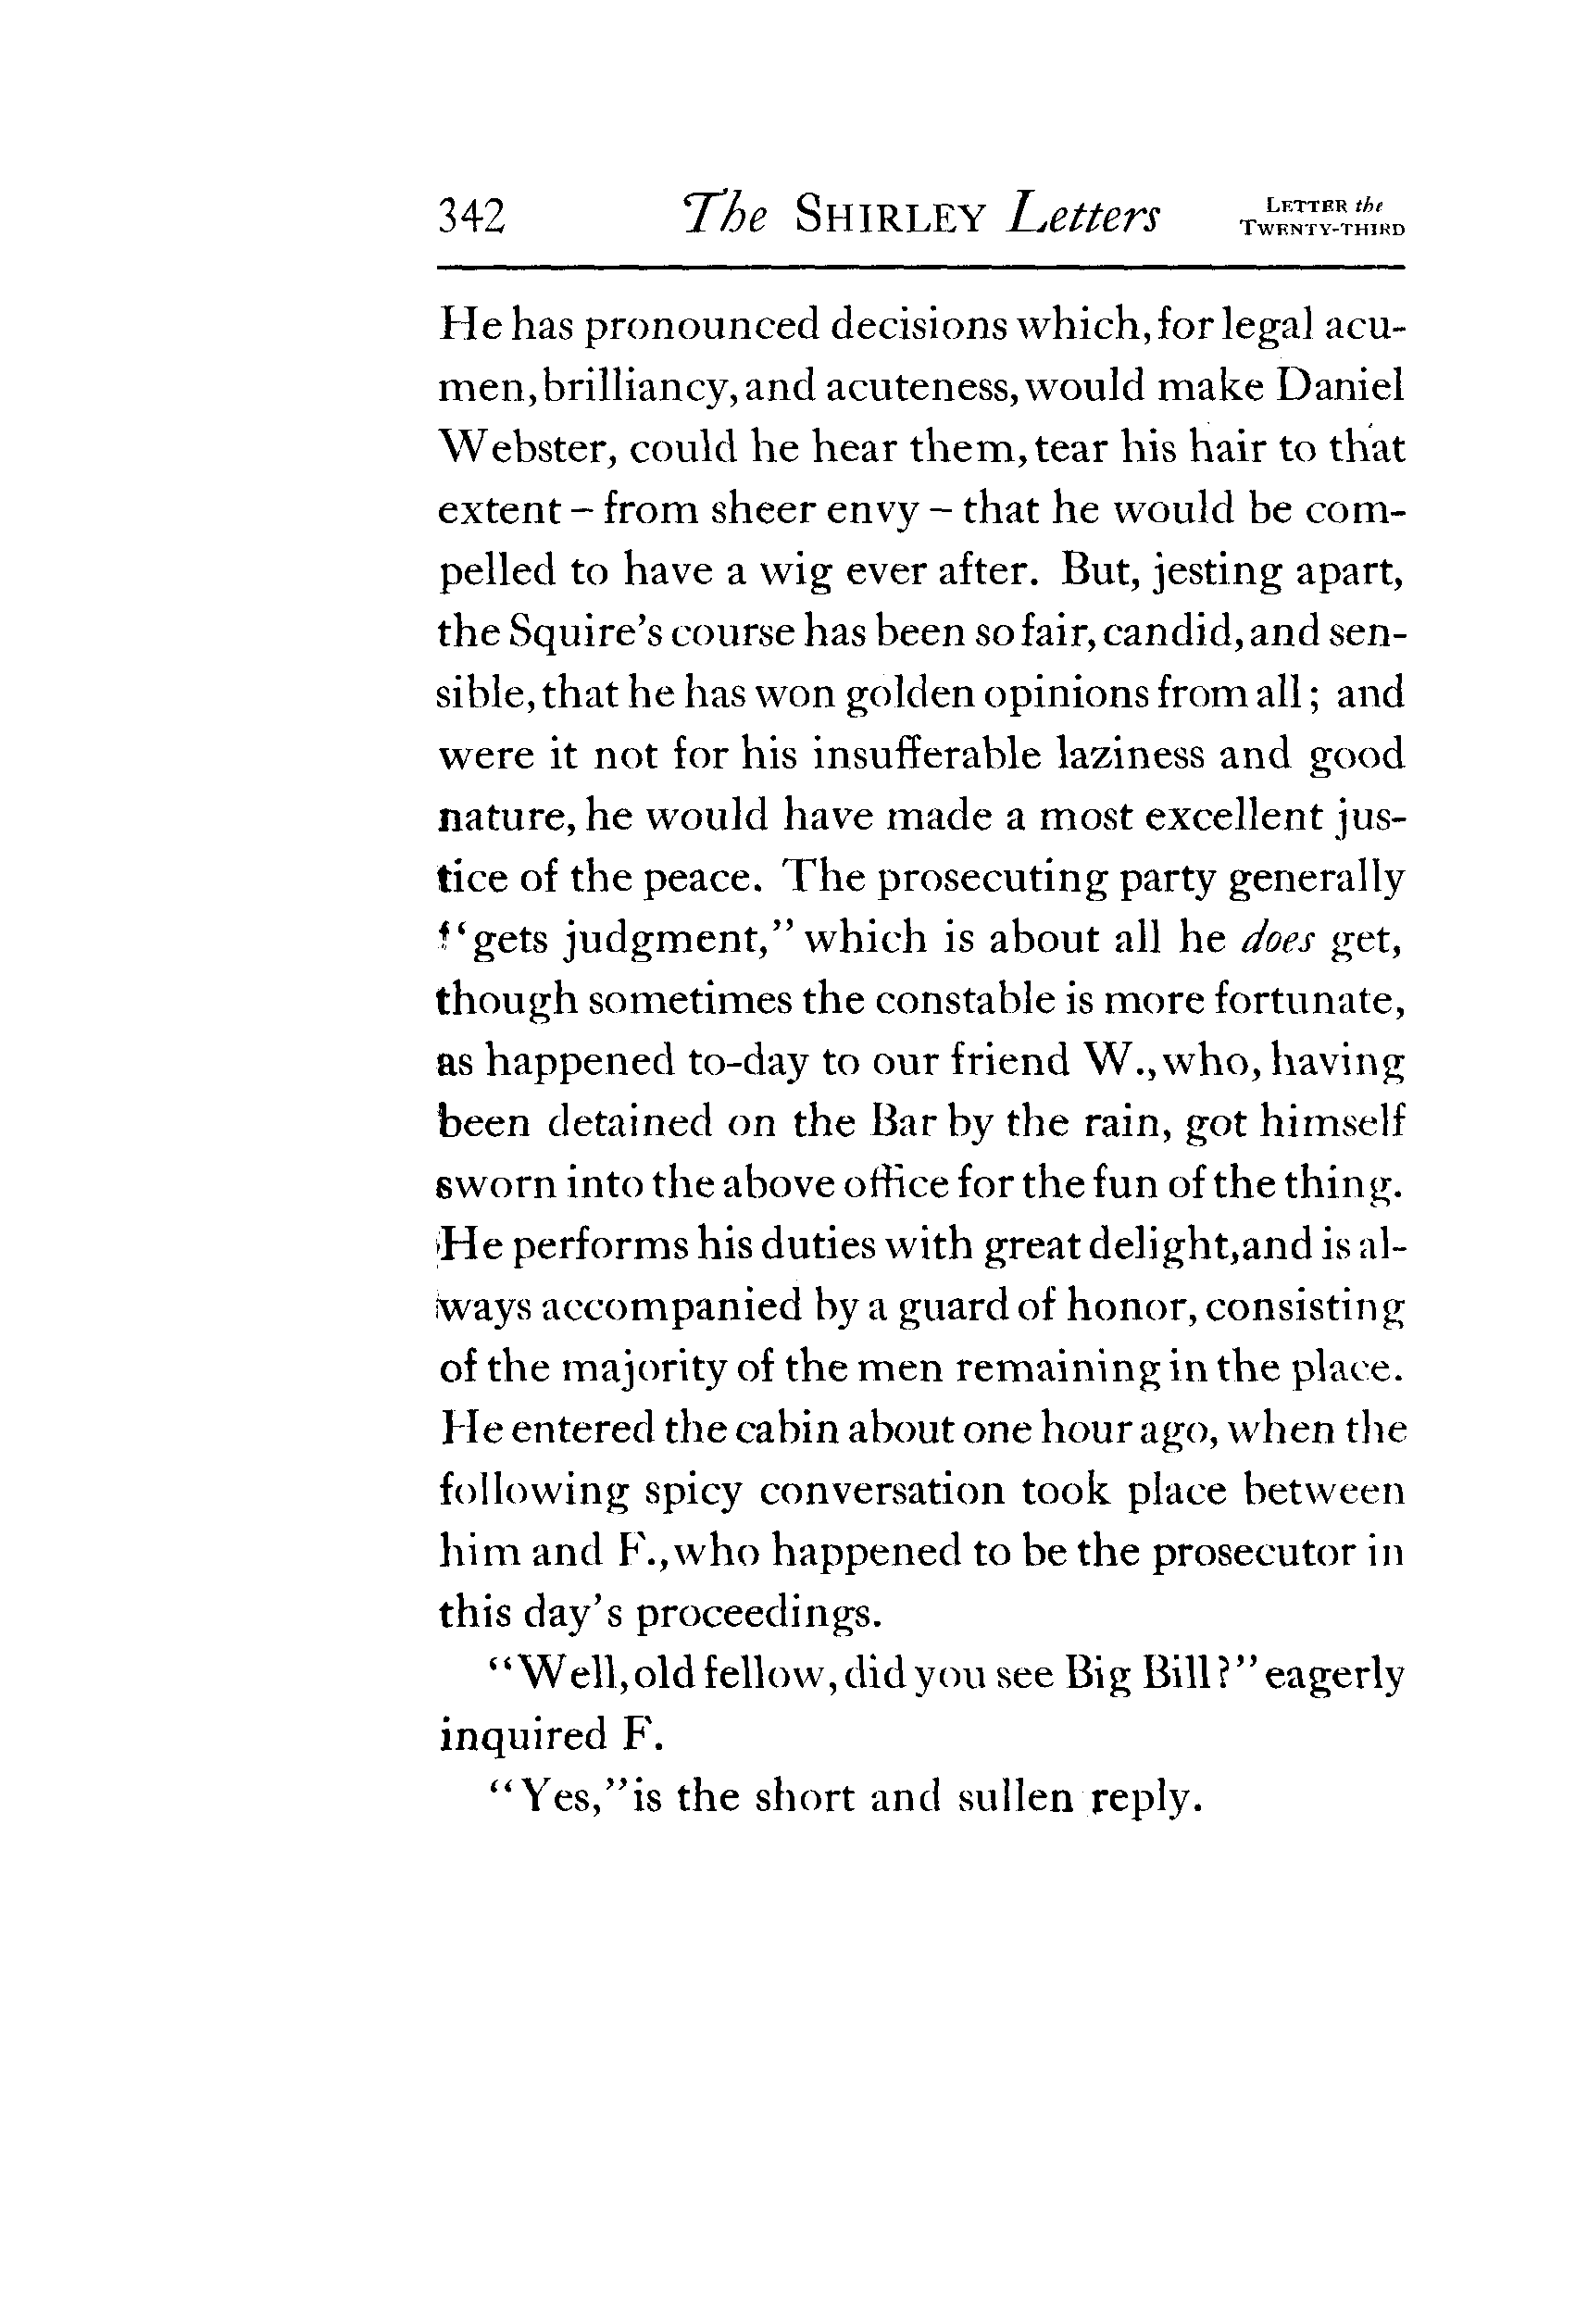 342 The SHIRLEY Letters LETTER the
TWENTY-THIRD
He has pronounced decisions which, for legal acu-
men, brilliancy, and acuteness, would make Daniel
Webster, could he hear them, tear his hair to that
extent – from sheer envy – that he would be com-
pelled to have a wig ever after. But, jesting apart,
the Squire's course has been so fair, candid, and sen-
sible, that he has won golden opinions from all; and
were it not for his insufferable laziness and good
nature, he would have made a most excellent jus-
tice of the peace. The prosecuting party generally
“gets judgment,” which is about all he does get,
though sometimes the constable is more fortunate,
as happened to-day to our friend W., who, having
been detained on the Bar by the rain, got himself
sworn into the above office for the fun of the thing.
He performs his duties with great delight, and is al-
ways accompanied by a guard of honor, consisting
of the majority of the men remaining in the place.
He entered the cabin about one hour ago, when the
following spicy conversation took place between
him and F., who happened to be the prosecutor in
this day's proceedings.
“Well, old fellow, did you see Big Bill?” eagerly
inquired F.
“Yes,” is the short and sullen reply.